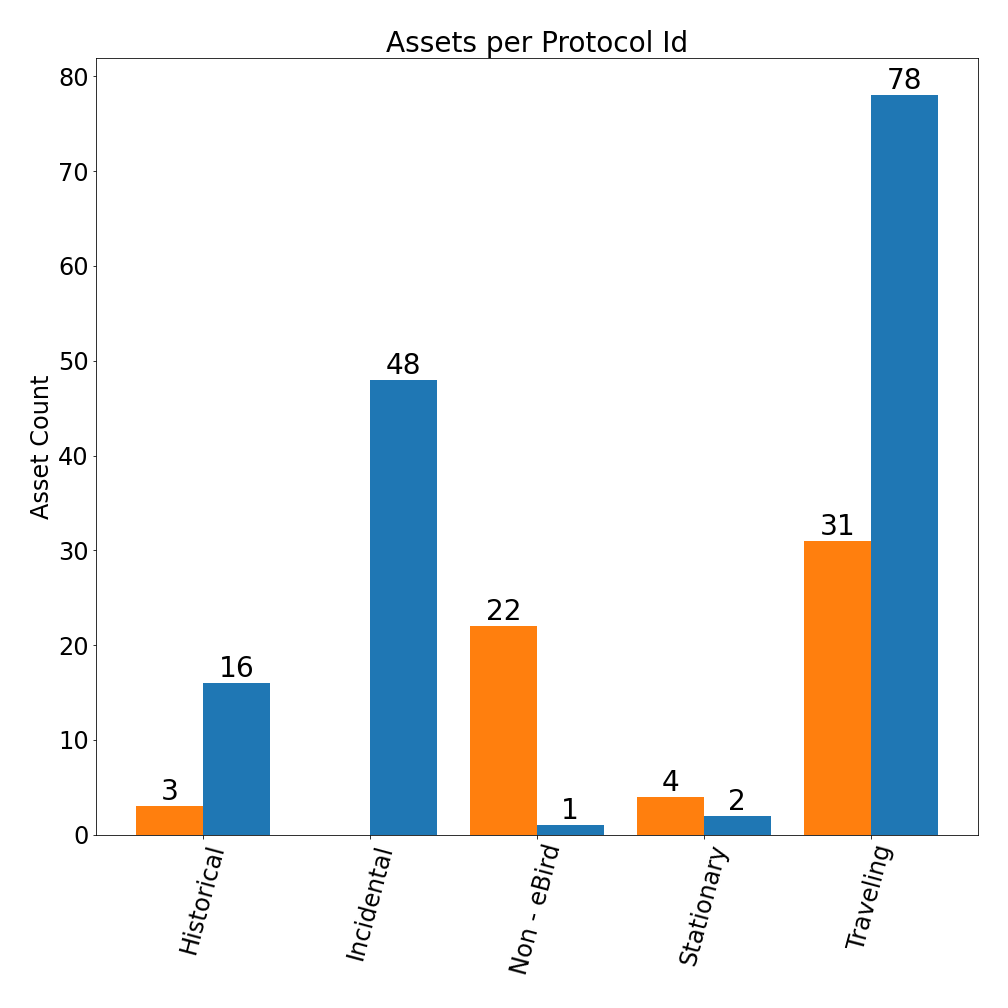 Assets per Protocol Id
Asset Count
80
70
60
50
40
30
20
10
0
3
16
48
22
1
4
2
31
78
Historical
Incidental
Non - eBird
Stationary
Traveling